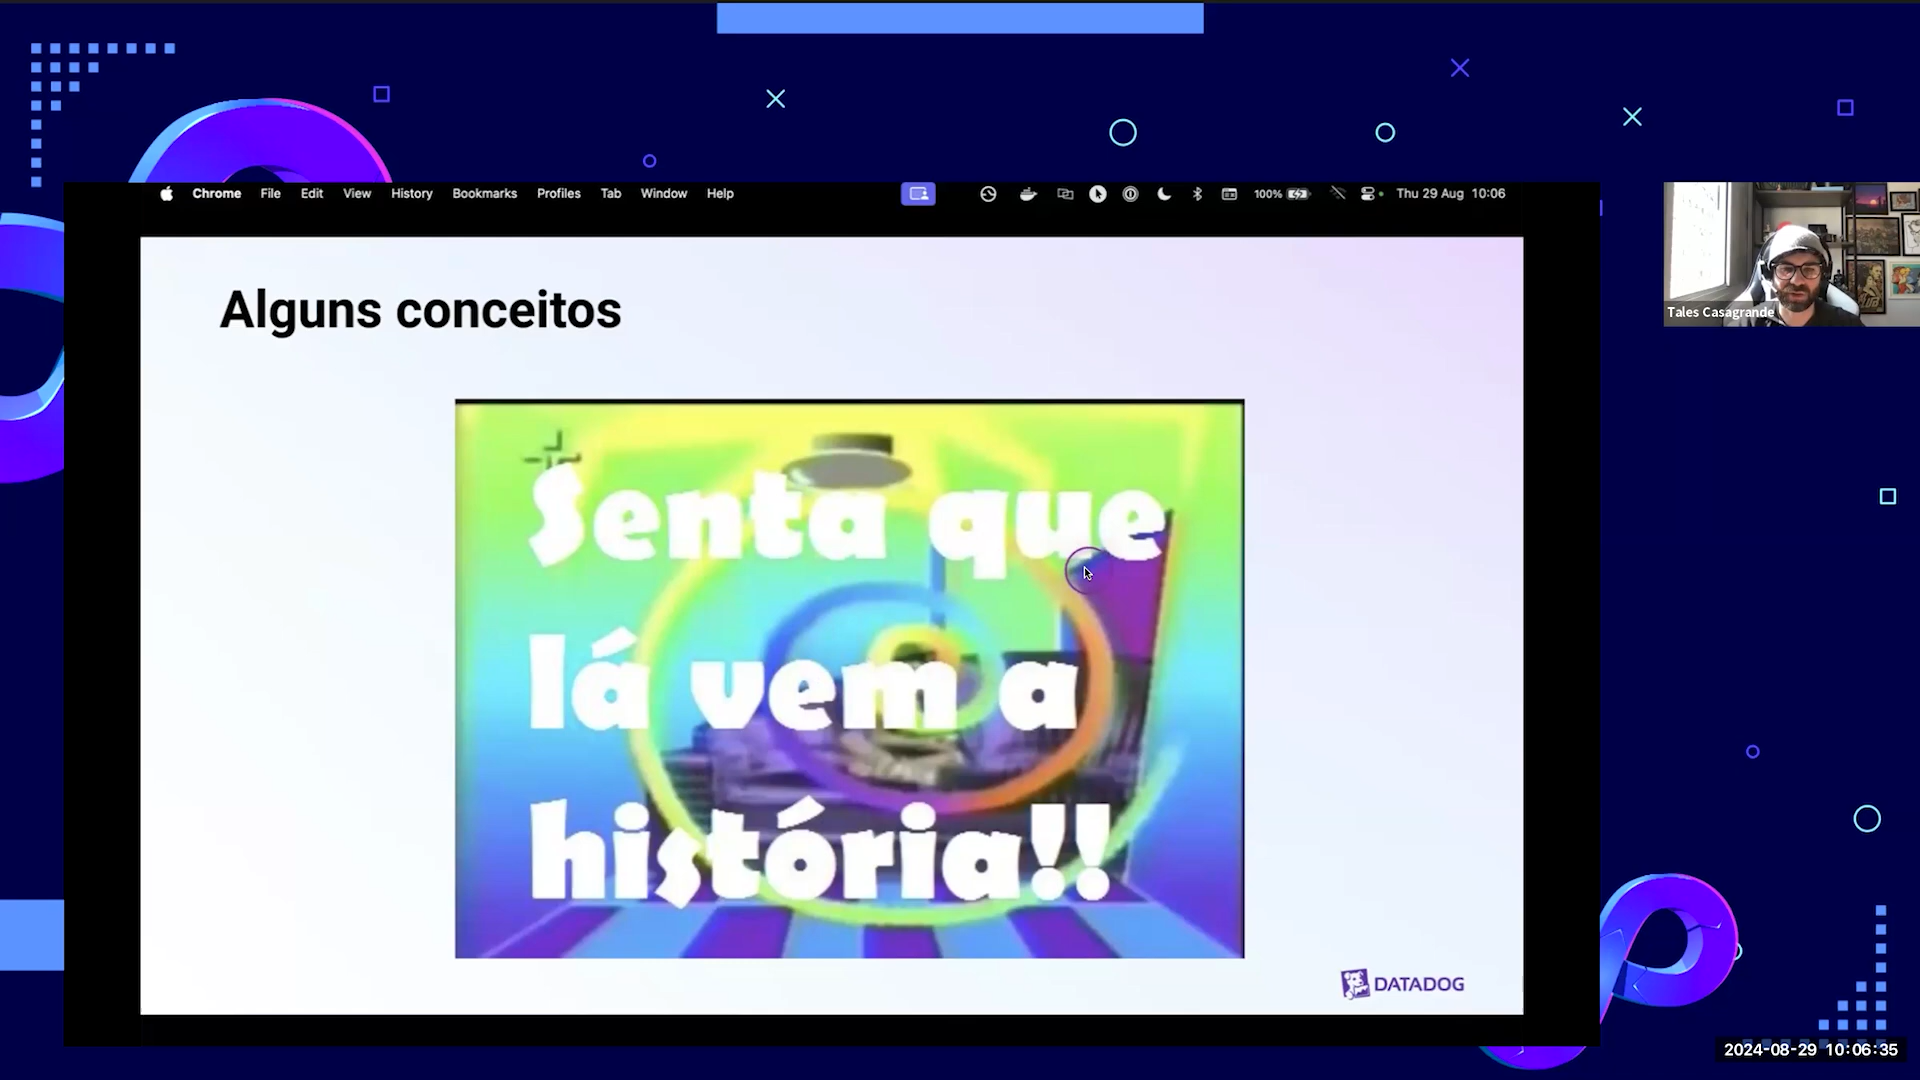 Chrome File Edit View History Bookmarks Profiles Tab Window Help 100% Thu 29 Aug 10:06
Alguns conceitos
Senta que
lá vem a
história!!
DATADOG
Tales Casagrande
2024-08-29 10:06:35